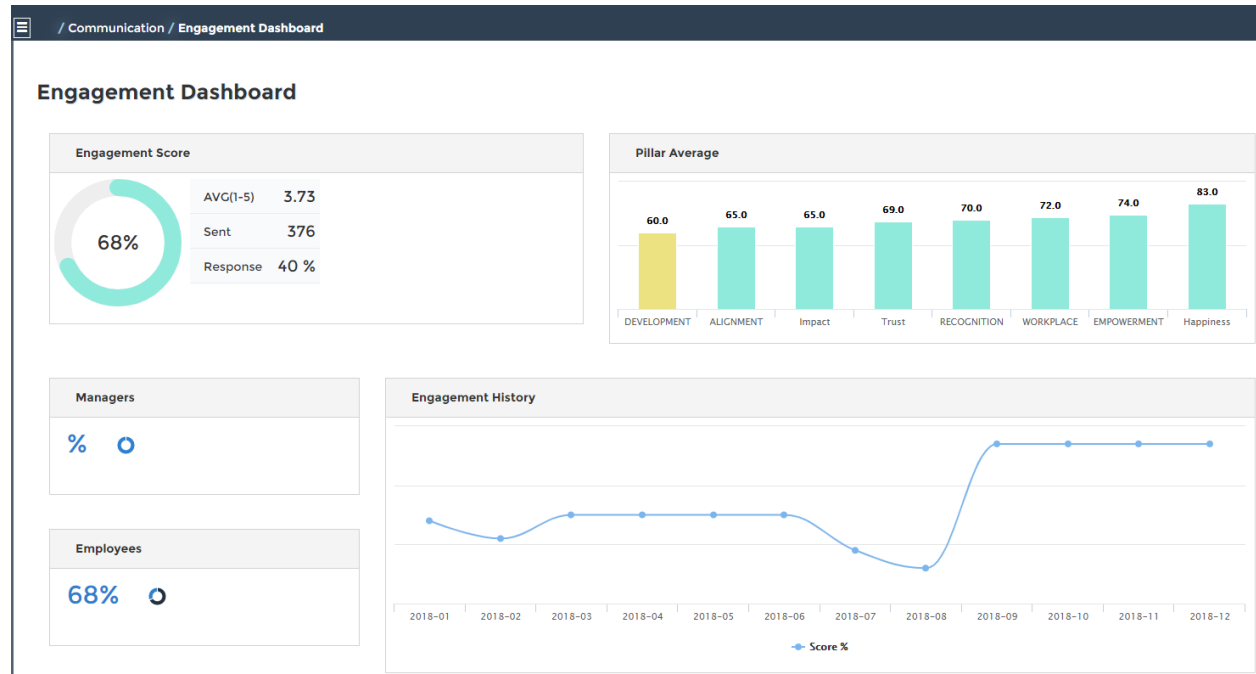 / Communication / Engagement Dashboard
Engagement Dashboard
Engagement Score
68%
AVG(1-5) 3.73
Sent 376
Response 40 %
Pillar Average
60.0 65.0 65.0 69.0 70.0 72.0 74.0 83.0
DEVELOPMENT ALIGNMENT Impact Trust RECOGNITION WORKPLACE EMPOWERMENT Happiness
Managers
%
Employees
68%
Engagement History
2018-01 2018-02 2018-03 2018-04 2018-05 2018-06 2018-07 2018-08 2018-09 2018-10 2018-11 2018-12
Score %